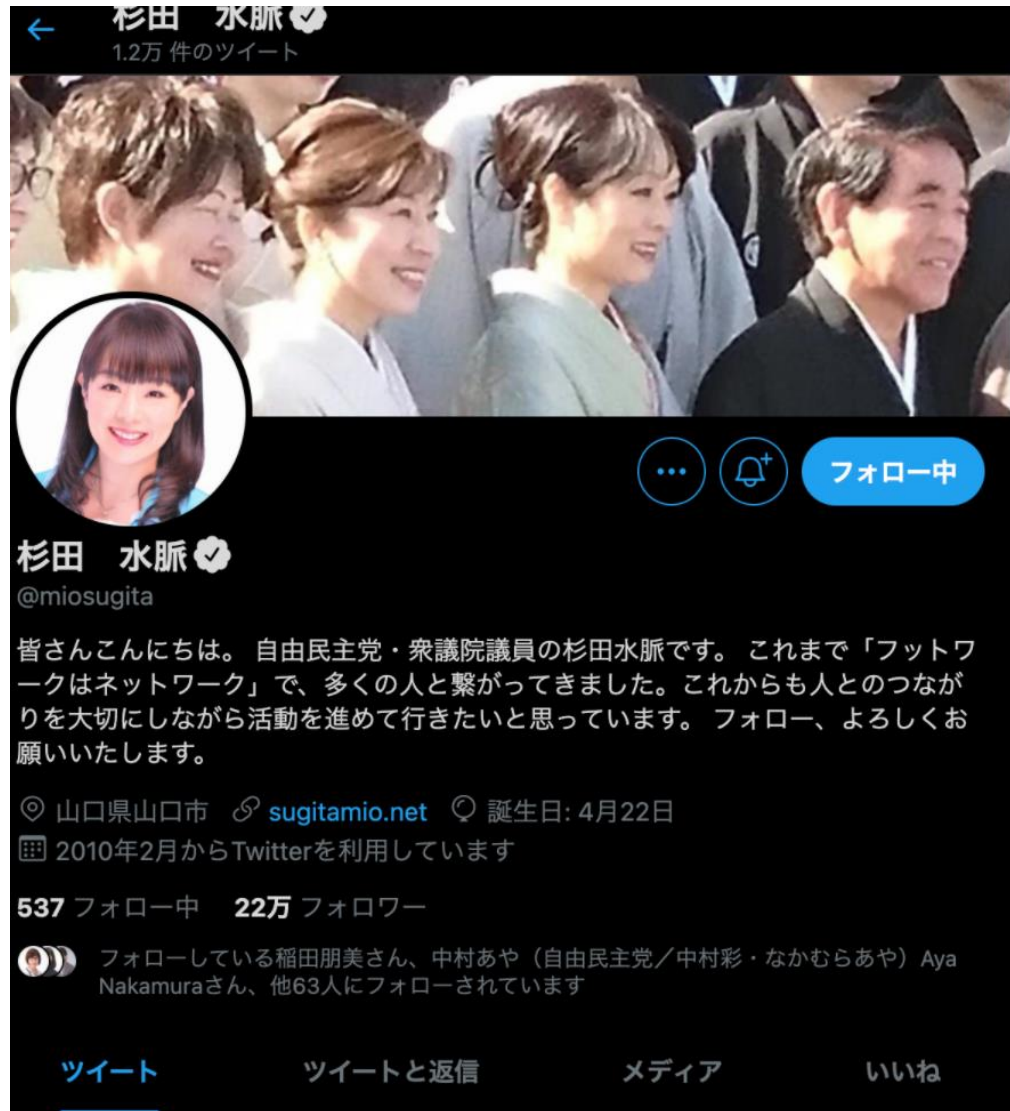 杉田　水脈
1.2万 件のツイート
フォロー中
杉田　水脈
@miosugita
皆さんこんにちは。 自由民主党・衆議院議員の杉田水脈です。 これまで「フットワ
ークはネットワーク」で、多くの人と繋がってきました。これからも人とのつなが
りを大切にしながら活動を進めて行きたいと思っています。 フォロー、よろしくお
願いいたします。
山口県山口市 sugitamio.net 誕生日: 4月22日
2010年2月からTwitterを利用しています
537 フォロー中 22万 フォロワー
フォローしている稲田朋美さん、中村あや（自由民主党／中村彩・なかむらあや）Aya
Nakamuraさん、他63人にフォローされています
ツイート ツイートと返信 メディア いいね